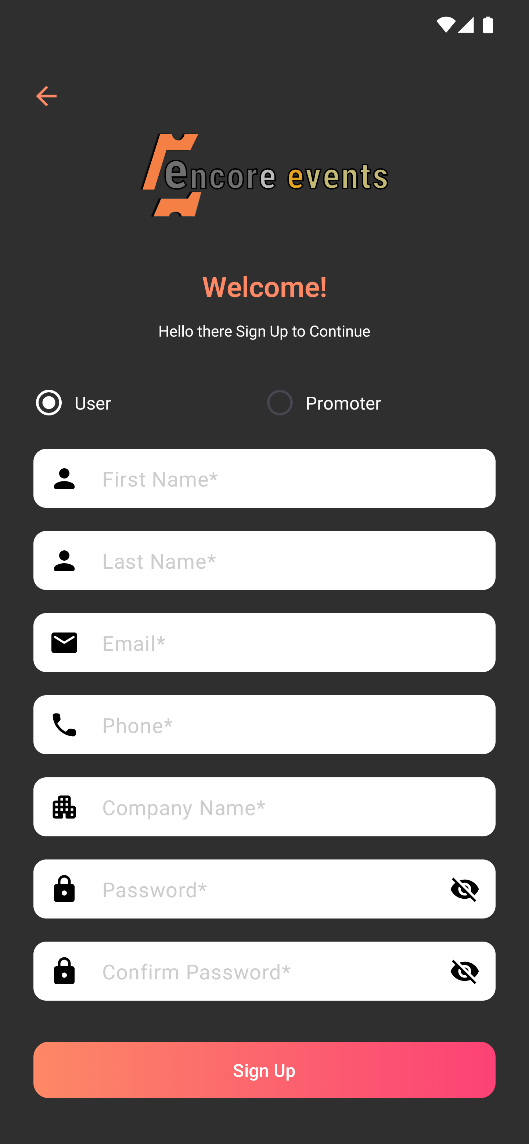 encore events
Welcome!
Hello there Sign Up to Continue
User
Promoter
First Name*
Last Name*
Email*
Phone*
Company Name*
Password*
Confirm Password*
Sign Up